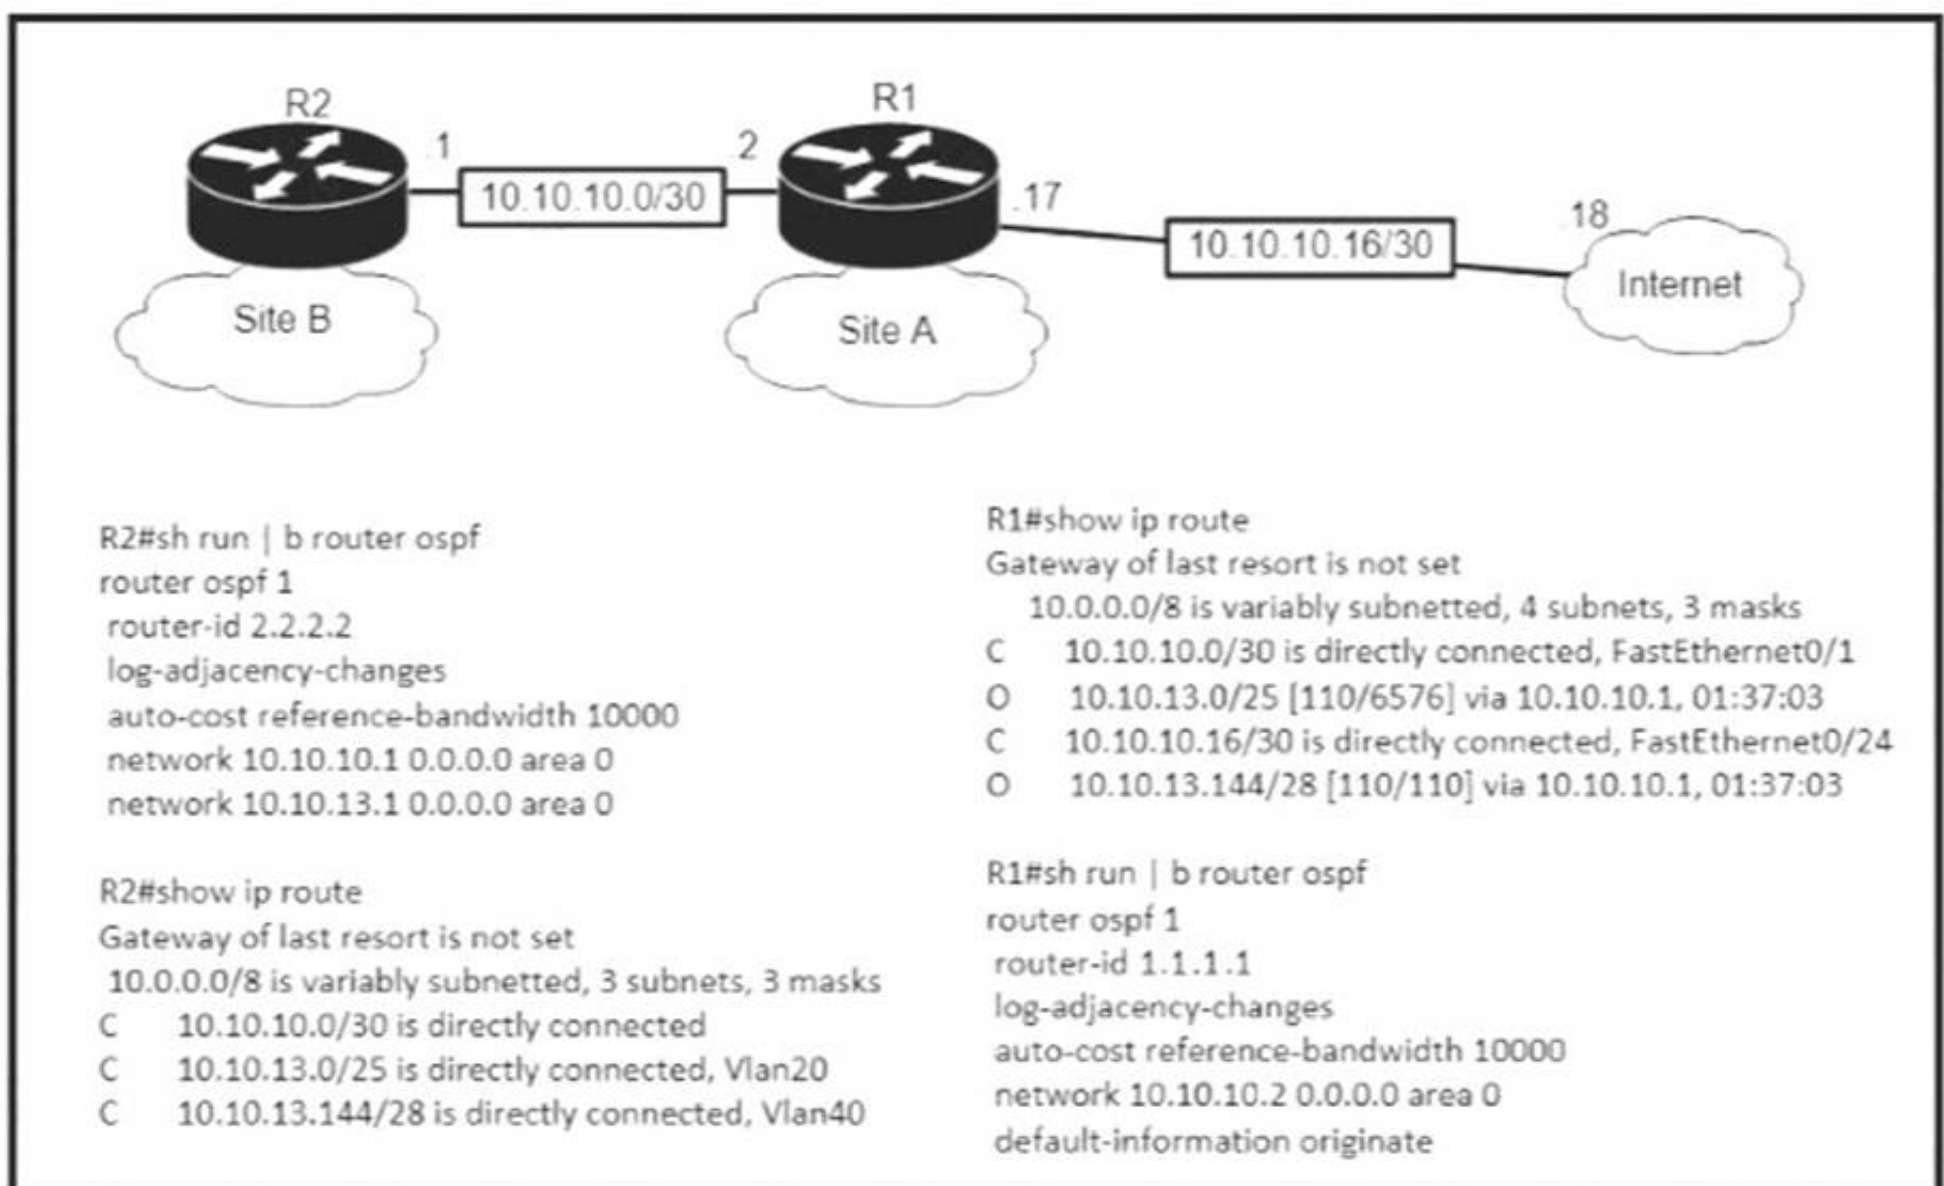 R2
R1
.1
.2
10.10.10.0/30
.17
.18
10.10.10.16/30
Internet
Site B
Site A
R2#sh run | b router ospf
router ospf 1
router-id 2.2.2.2
log-adjacency-changes
auto-cost reference-bandwidth 10000
network 10.10.10.1 0.0.0.0 area 0
network 10.10.13.1 0.0.0.0 area 0
R2#show ip route
Gateway of last resort is not set
10.0.0.0/8 is variably subnetted, 3 subnets, 3 masks
C 10.10.10.0/30 is directly connected
C 10.10.13.0/25 is directly connected, Vlan20
C 10.10.13.144/28 is directly connected, Vlan40
R1#show ip route
Gateway of last resort is not set
10.0.0.0/8 is variably subnetted, 4 subnets, 3 masks
C 10.10.10.0/30 is directly connected, FastEthernet0/1
O 10.10.13.0/25 [110/6576] via 10.10.10.1, 01:37:03
C 10.10.10.16/30 is directly connected, FastEthernet0/24
O 10.10.13.144/28 [110/110] via 10.10.10.1, 01:37:03
R1#sh run | b router ospf
router ospf 1
router-id 1.1.1.1
log-adjacency-changes
auto-cost reference-bandwidth 10000
network 10.10.10.2 0.0.0.0 area 0
default-information originate